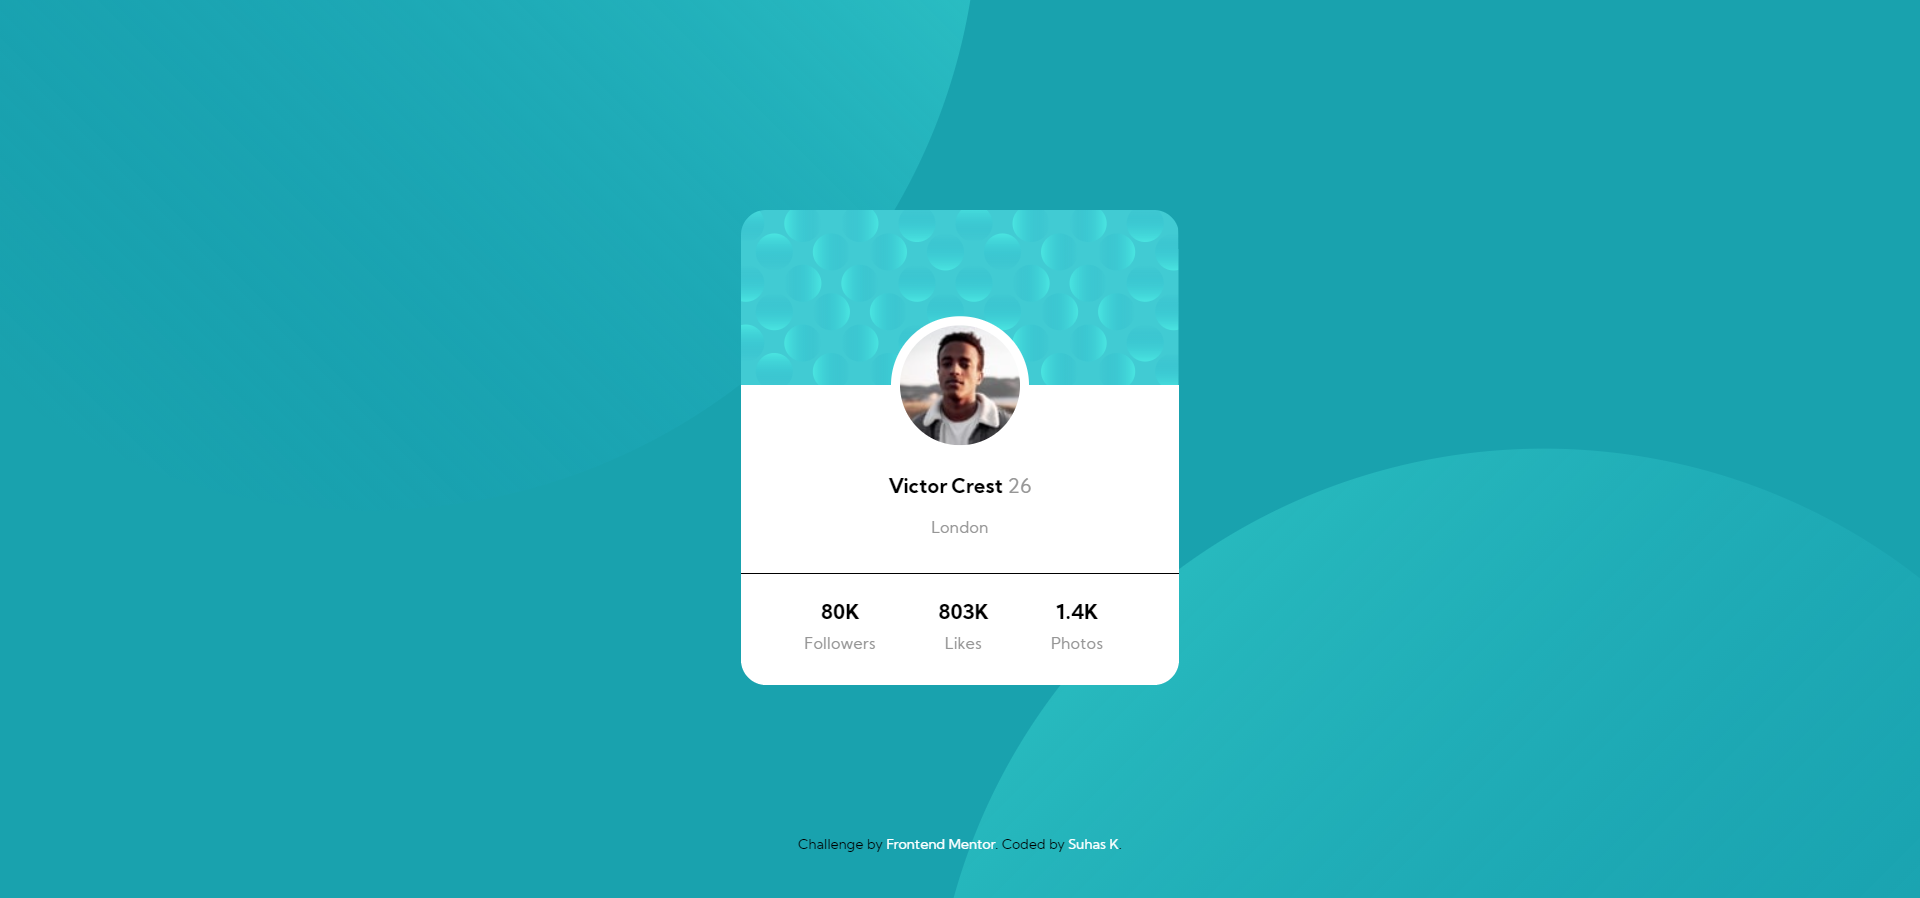 Victor Crest 26
London
80K 803K 1.4K
Followers Likes Photos
Challenge by Frontend Mentor. Coded by Suhas K.